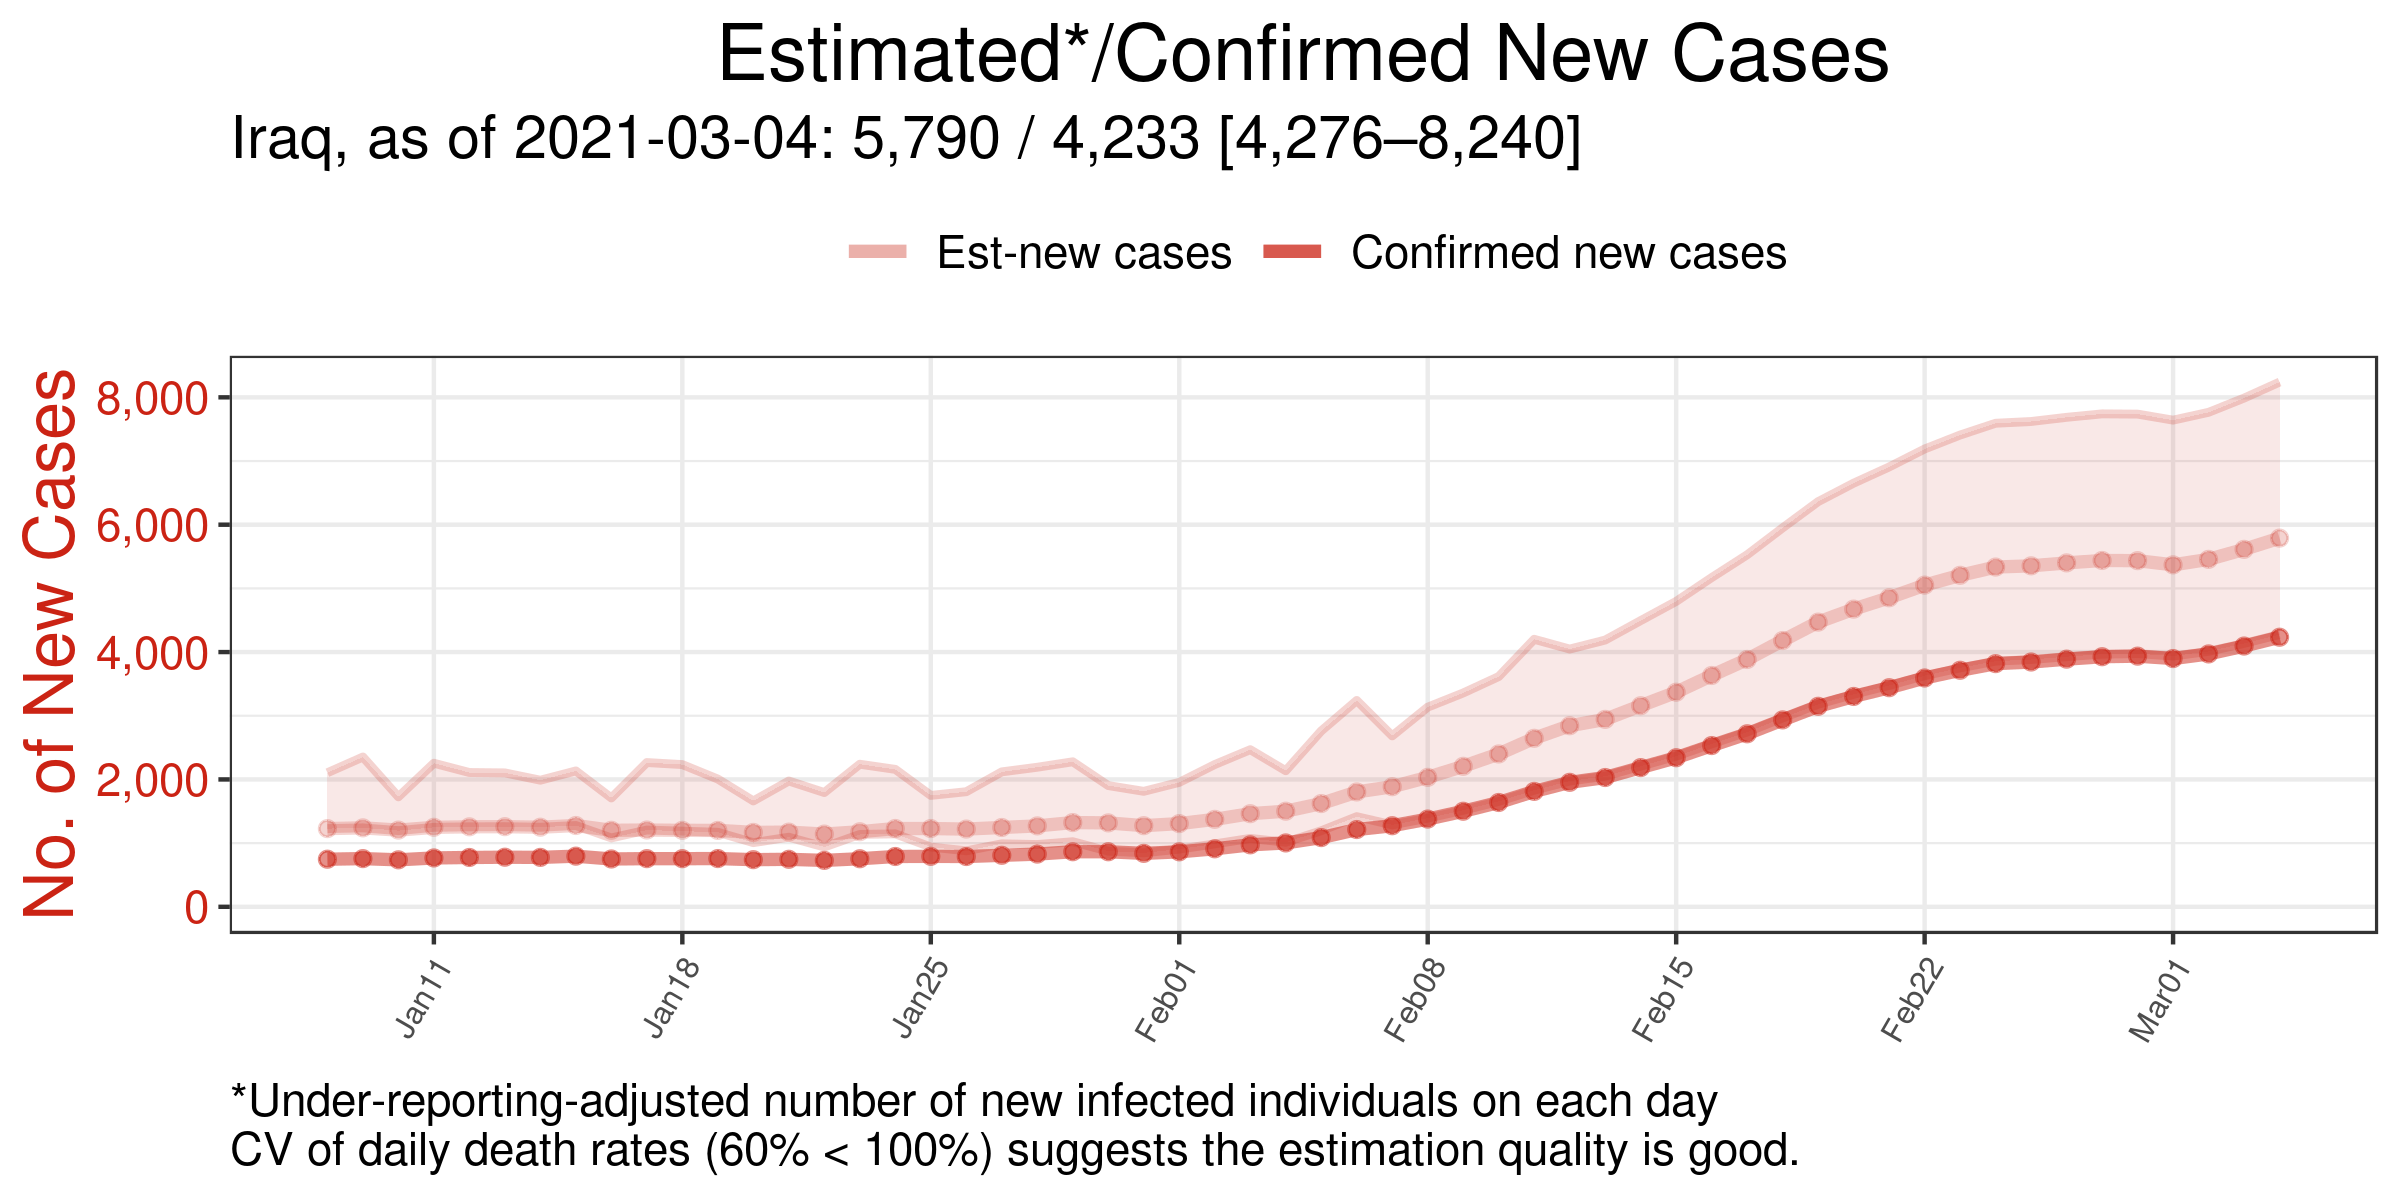 Estimated*/Confirmed New Cases
Iraq, as of 2021-03-04: 5,790 / 4,233 [4,276–8,240]
Est-new cases Confirmed new cases
No. of New Cases
8,000
6,000
4,000
2,000
0
Jan11 Jan18 Jan25 Feb01 Feb08 Feb15 Feb22 Mar01
*Under-reporting-adjusted number of new infected individuals on each day
CV of daily death rates (60% < 100%) suggests the estimation quality is good.